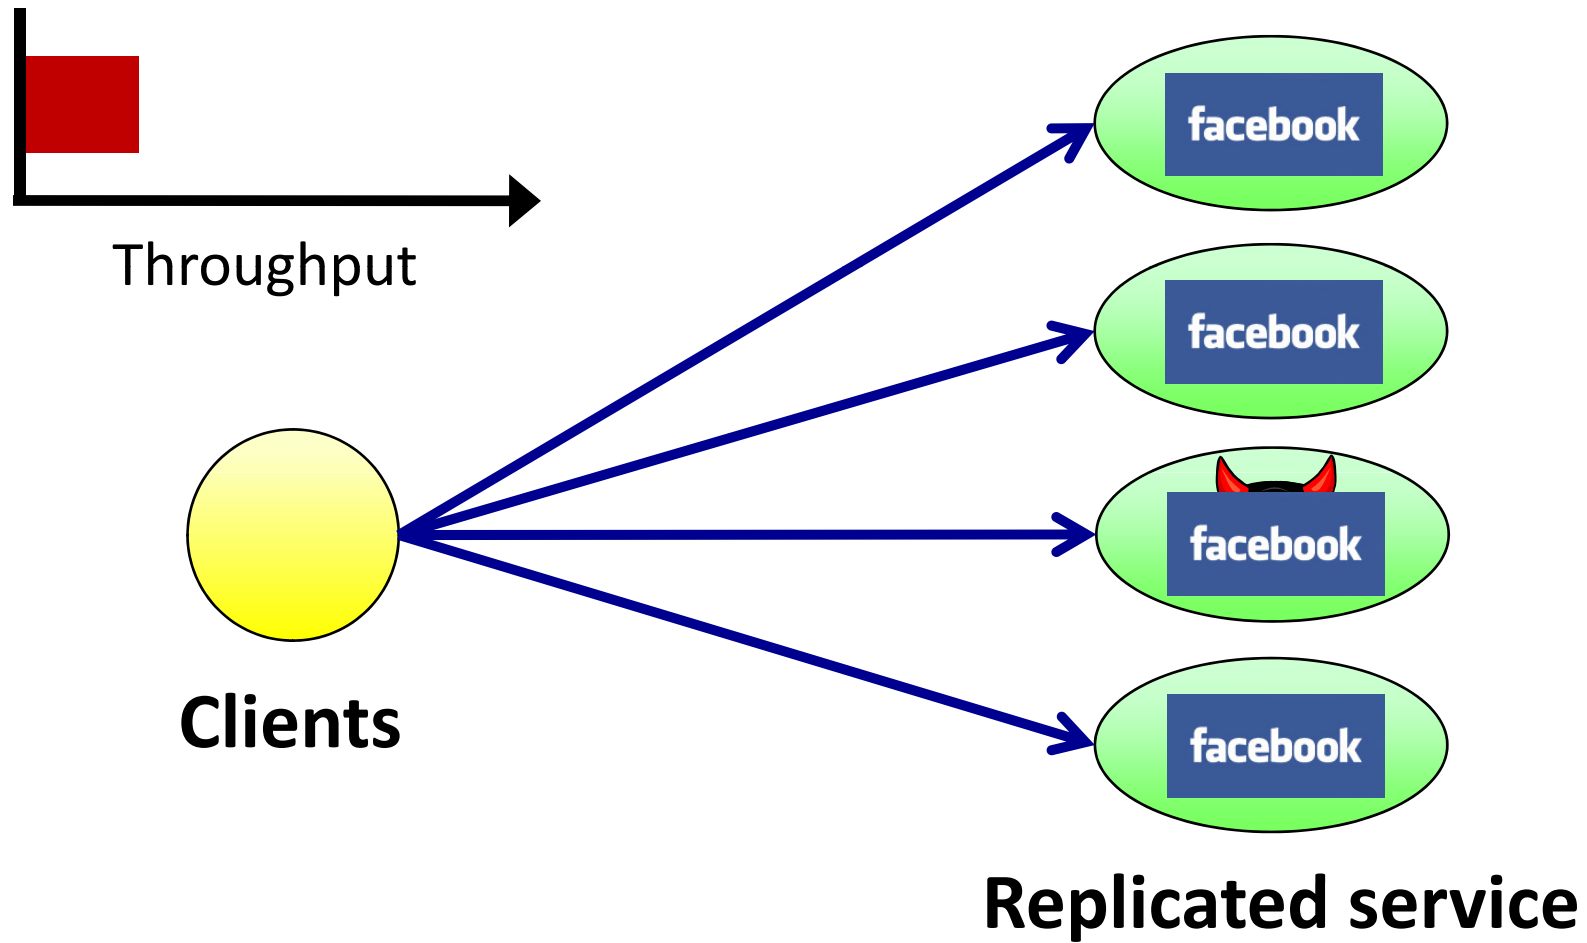 facebook
Throughput
facebook
facebook
Clients
facebook
Replicated service